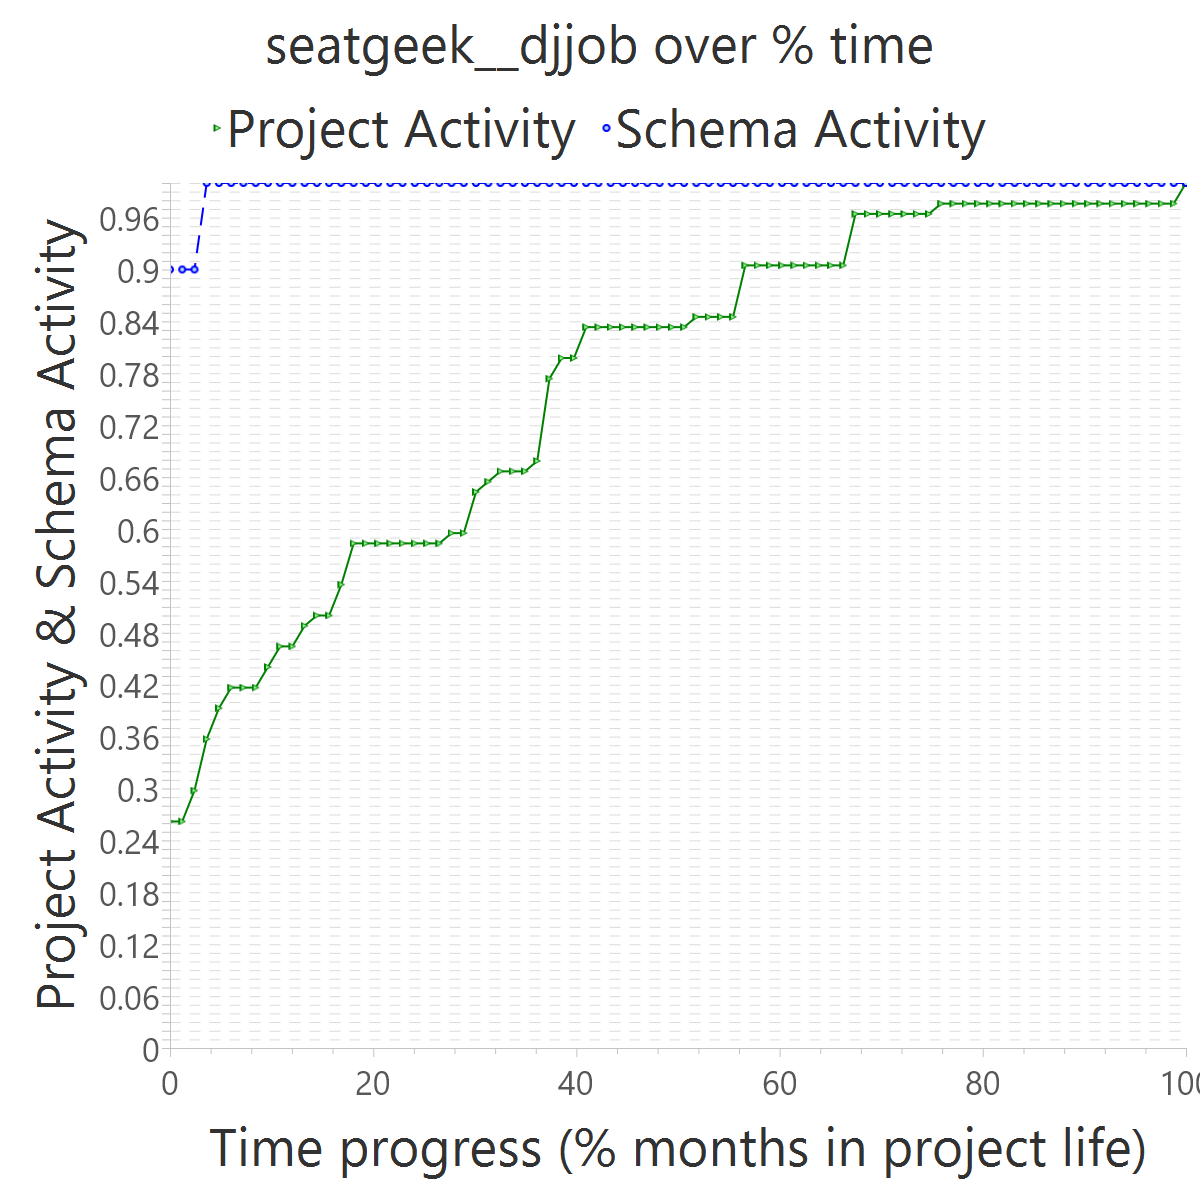 seatgeek__djjob over % time
Project Activity
Schema Activity
Project Activity & Schema Activity
0.96
0.9
0.84
0.78
0.72
0.66
0.6
0.54
0.48
0.42
0.36
0.3
0.24
0.18
0.12
0.06
0
0 20 40 60 80 100
Time progress (% months in project life)